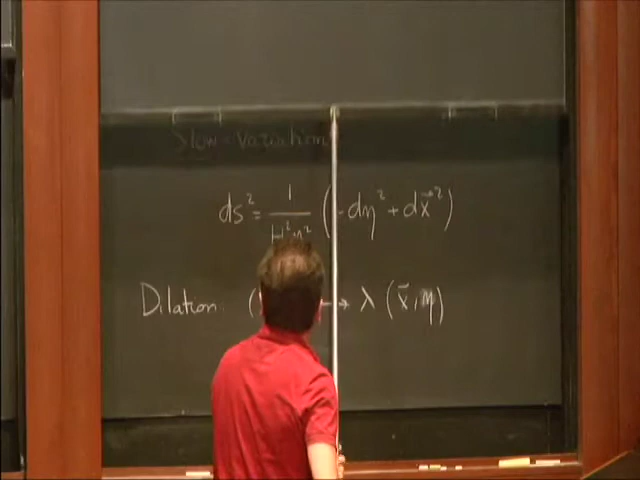 Slow-variation
ds² = 1/H²η² (-dη² + dx⃗²)
Dilation ( → λ (x⃗, η)